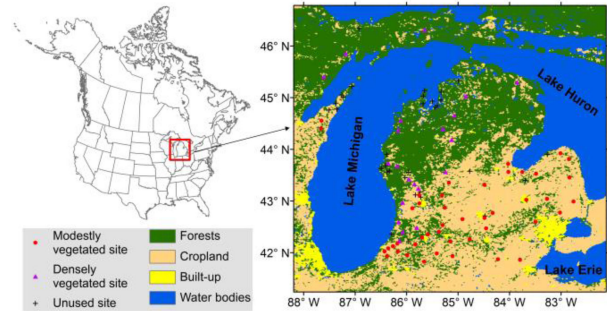 46° N
45° N
44° N
43° N
42° N
88° W
87° W
86° W
85° W
84° W
83° W
Lake Michigan
Lake Huron
Lake Erie
Modestly
vegetated site
Densely
vegetated site
Unused site
Forests
Cropland
Built-up
Water bodies